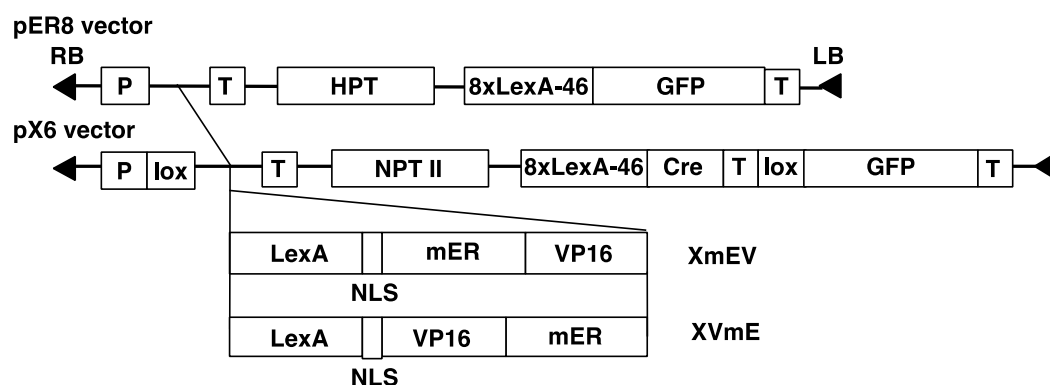 pER8 vector
RB LB
P T HPT 8xLexA-46 GFP T
pX6 vector
P lox T NPT II 8xLexA-46 Cre T lox GFP T
LexA mER VP16 XmEV
NLS
LexA VP16 mER XVmE
NLS